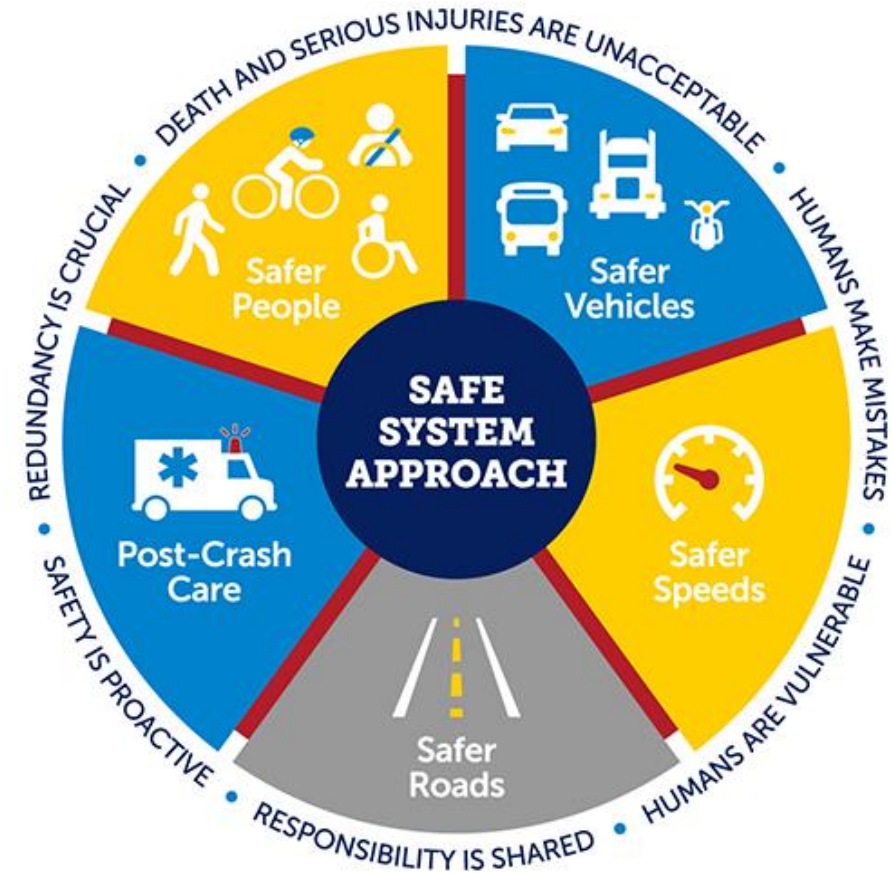 DEATH AND SERIOUS INJURIES ARE UNACCEPTABLE
HUMANS MAKE MISTAKES
HUMANS ARE VULNERABLE
RESPONSIBILITY IS SHARED
SAFETY IS PROACTIVE
REDUNDANCY IS CRUCIAL
Safer
People
Safer
Vehicles
SAFE
SYSTEM
APPROACH
Post-Crash
Care
Safer
Speeds
Safer
Roads